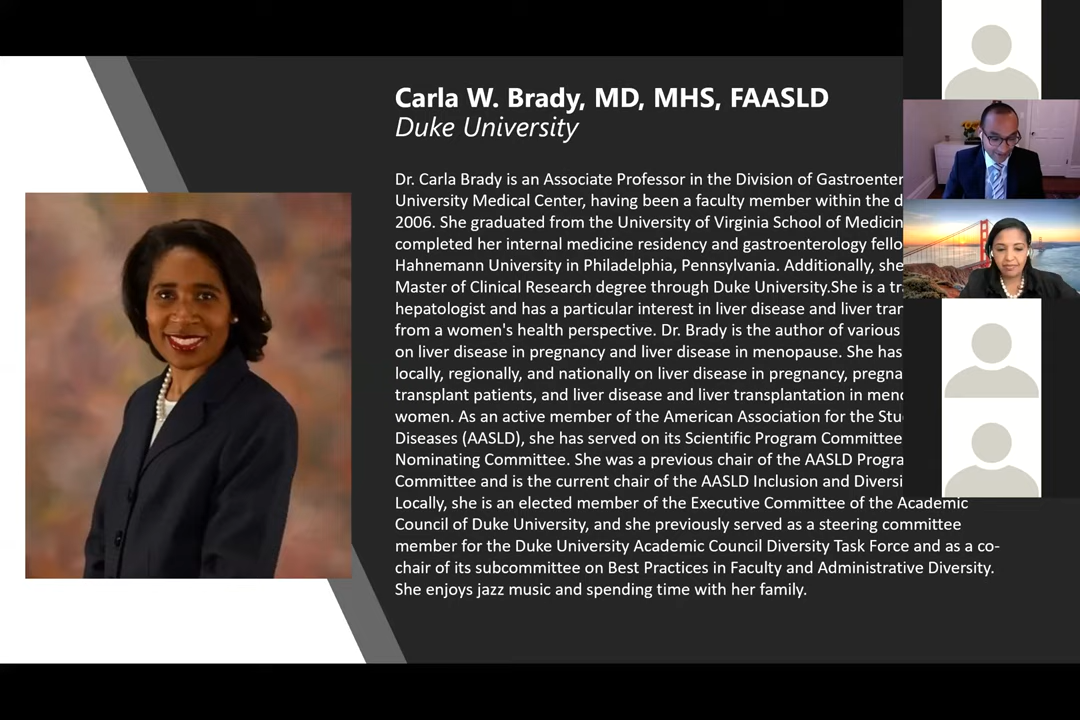 Carla W. Brady, MD, MHS, FAASLD
Duke University
Dr. Carla Brady is an Associate Professor in the Division of
University Medical Center, having been a faculty member within the
2006. She graduated from the University of Virginia School of
completed her internal medicine residency and gastroenterology
Hahnemann University in Philadelphia, Pennsylvania. Additionally, she
Master of Clinical Research degree through Duke University.She is a
hepatologist and has a particular interest in liver disease and liver
from a women's health perspective. Dr. Brady is the author of various
on liver disease in pregnancy and liver disease in menopause. She has
locally, regionally, and nationally on liver disease in pregnancy,
transplant patients, and liver disease and liver transplantation in
women. As an active member of the American Association for the
Diseases (AASLD), she has served on its Scientific Program Committee
Nominating Committee. She was a previous chair of the AASLD
Committee and is the current chair of the AASLD Inclusion and
Locally, she is an elected member of the Executive Committee of the Academic
Council of Duke University, and she previously served as a steering committee
member for the Duke University Academic Council Diversity Task Force and as a co-
chair of its subcommittee on Best Practices in Faculty and Administrative Diversity.
She enjoys jazz music and spending time with her family.